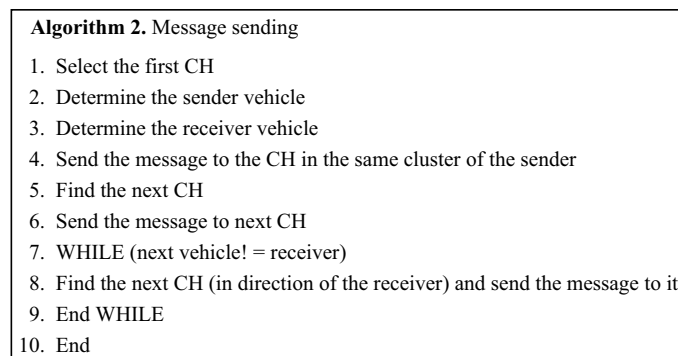 Algorithm 2. Message sending
1. Select the first CH
2. Determine the sender vehicle
3. Determine the receiver vehicle
4. Send the message to the CH in the same cluster of the sender
5. Find the next CH
6. Send the message to next CH
7. WHILE (next vehicle! = receiver)
8. Find the next CH (in direction of the receiver) and send the message to it
9. End WHILE
10. End